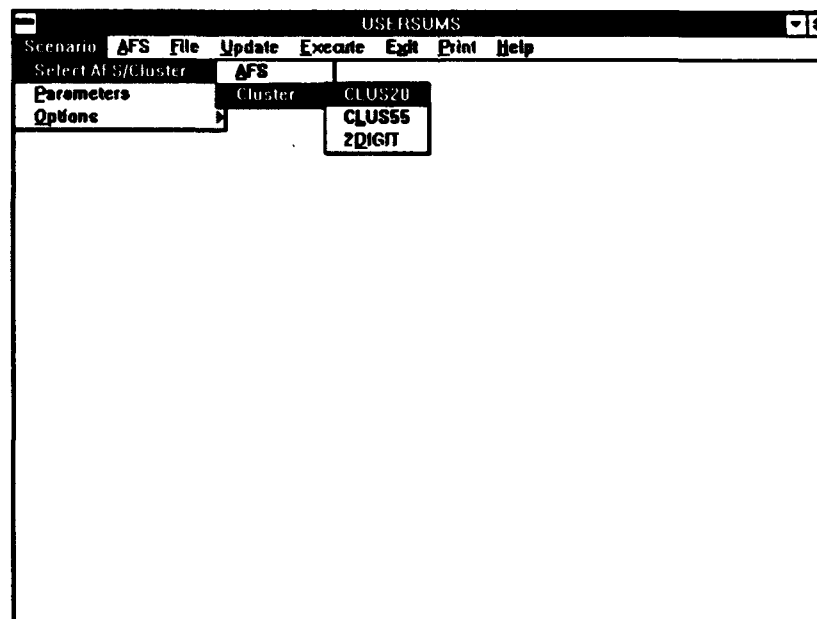 USERSUMS
Scenario AFS File Update Execute Exit Print Help
Select AFS/Cluster AFS
Parameters Cluster CLUS20
Options CLUS55
2DIGIT